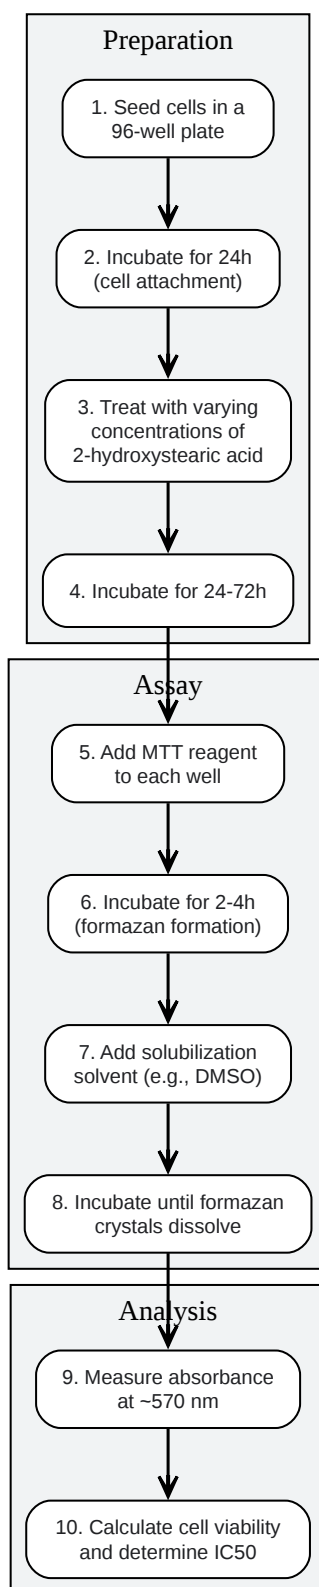 Preparation
1. Seed cells in a
96-well plate
2. Incubate for 24h
(cell attachment)
3. Treat with varying
concentrations of
2-hydroxystearic acid
4. Incubate for 24-72h
Assay
5. Add MTT reagent
to each well
6. Incubate for 2-4h
(formazan formation)
7. Add solubilization
solvent (e.g., DMSO)
8. Incubate until formazan
crystals dissolve
Analysis
9. Measure absorbance
at ~570 nm
10. Calculate cell viability
and determine IC50